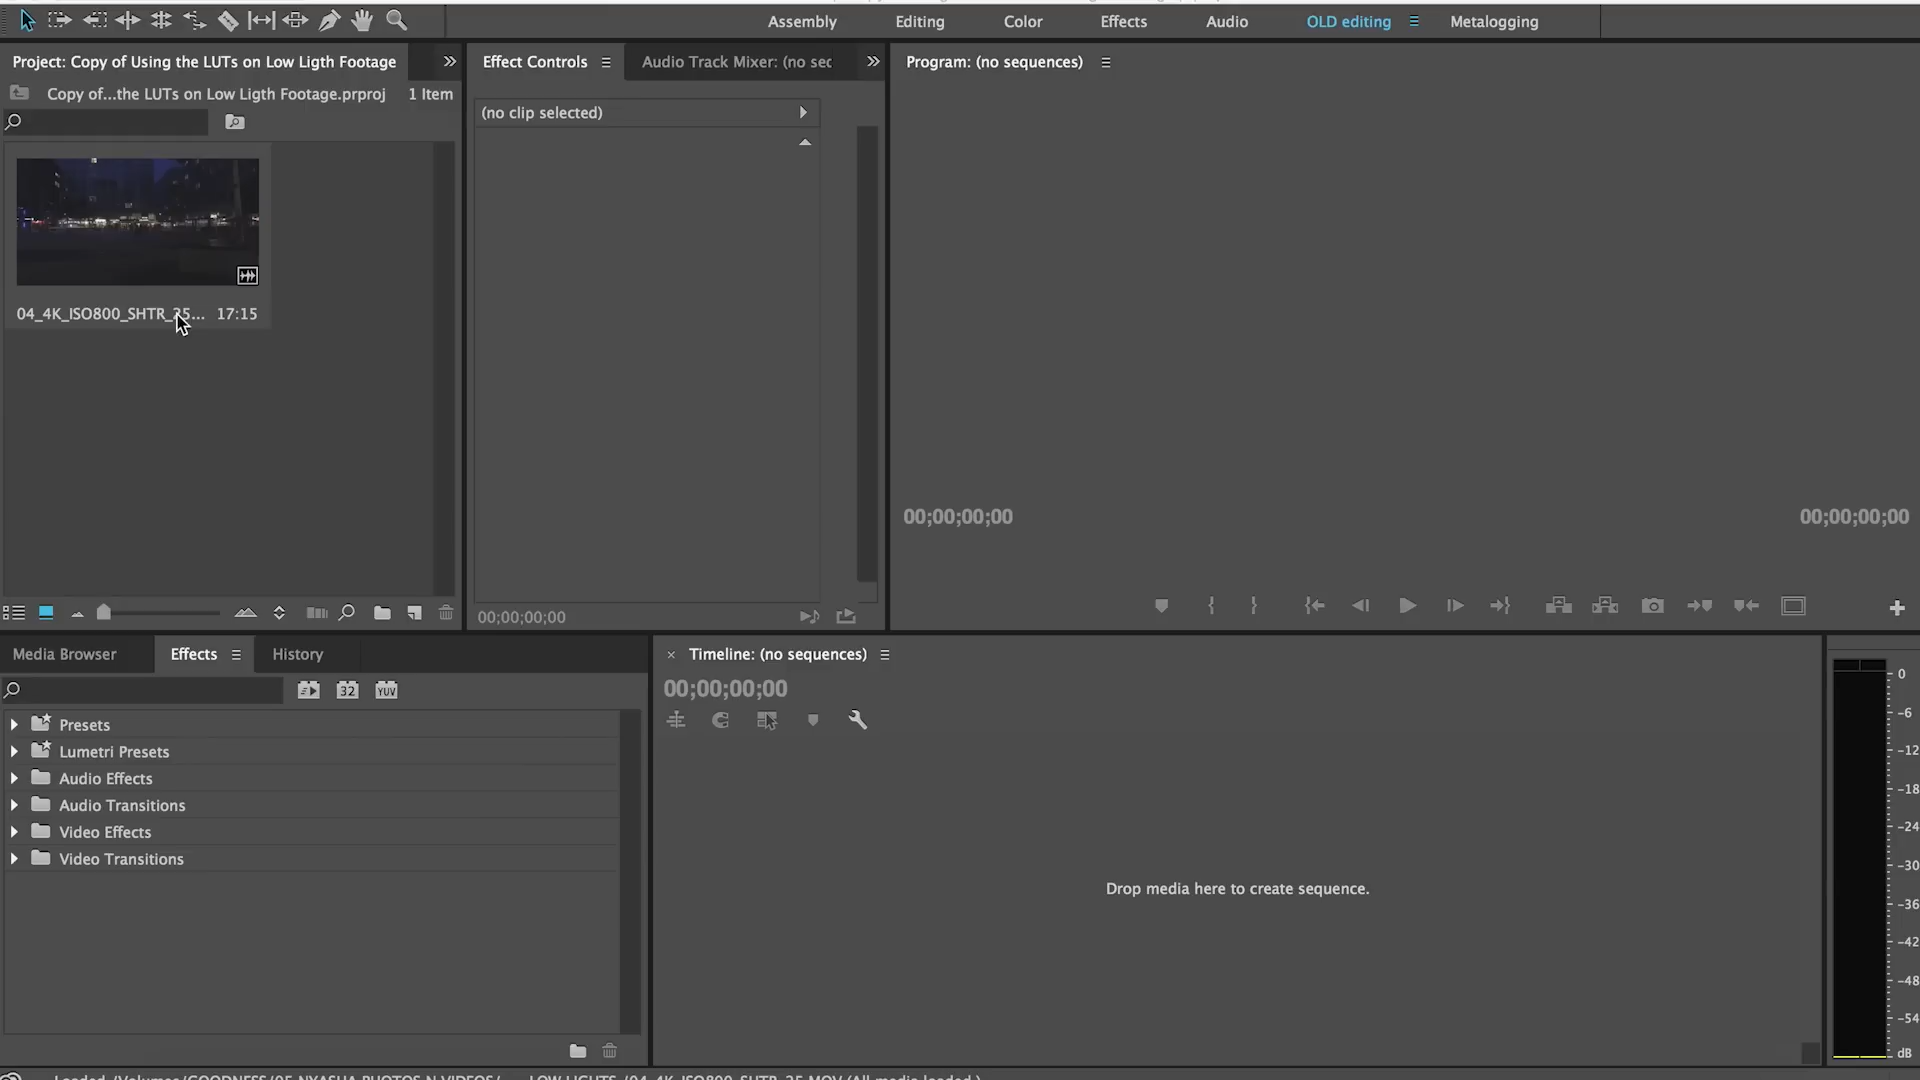 Assembly Editing Color Effects Audio OLD editing Metalogging
Project: Copy of Using the LUTs on Low Ligth Footage
Copy of...the LUTs on Low Ligth Footage.prproj 1 Item
04_4K_ISO800_SHTR_25... 17:15
Effect Controls Audio Track Mixer: (no sec
(no clip selected)
00;00;00;00
Program: (no sequences)
00;00;00;00 00;00;00;00
Media Browser Effects History
32 YUV
Presets
Lumetri Presets
Audio Effects
Audio Transitions
Video Effects
Video Transitions
Timeline: (no sequences)
00;00;00;00
Drop media here to create sequence.
0
-6
-12
-18
-24
-30
-36
-42
-48
-54
dB